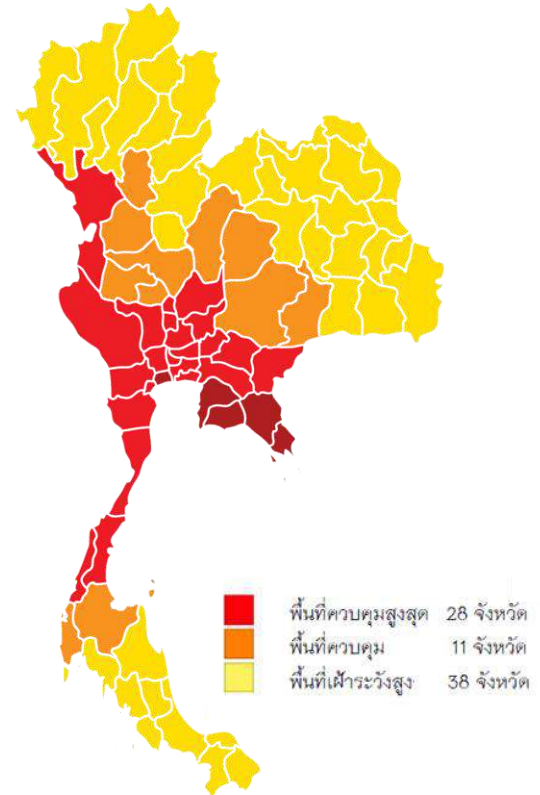 พื้นที่ควบคุมสูงสุด 28 จังหวัด
พื้นที่ควบคุม 11 จังหวัด
พื้นที่เฝ้าระวังสูง 38 จังหวัด